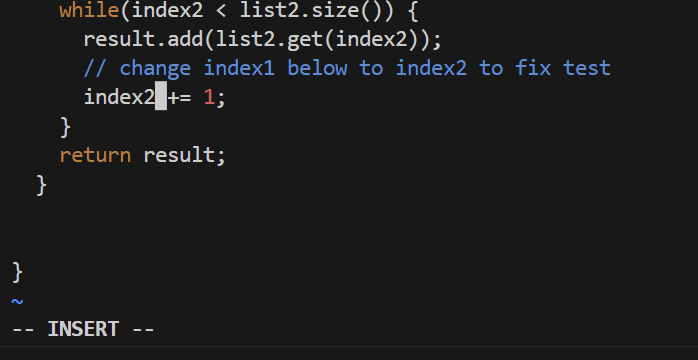 while(index2 < list2.size()) {
      result.add(list2.get(index2));
      // change index1 below to index2 to fix test
      index2 += 1;
    }
    return result;
  }
}
~
-- INSERT --